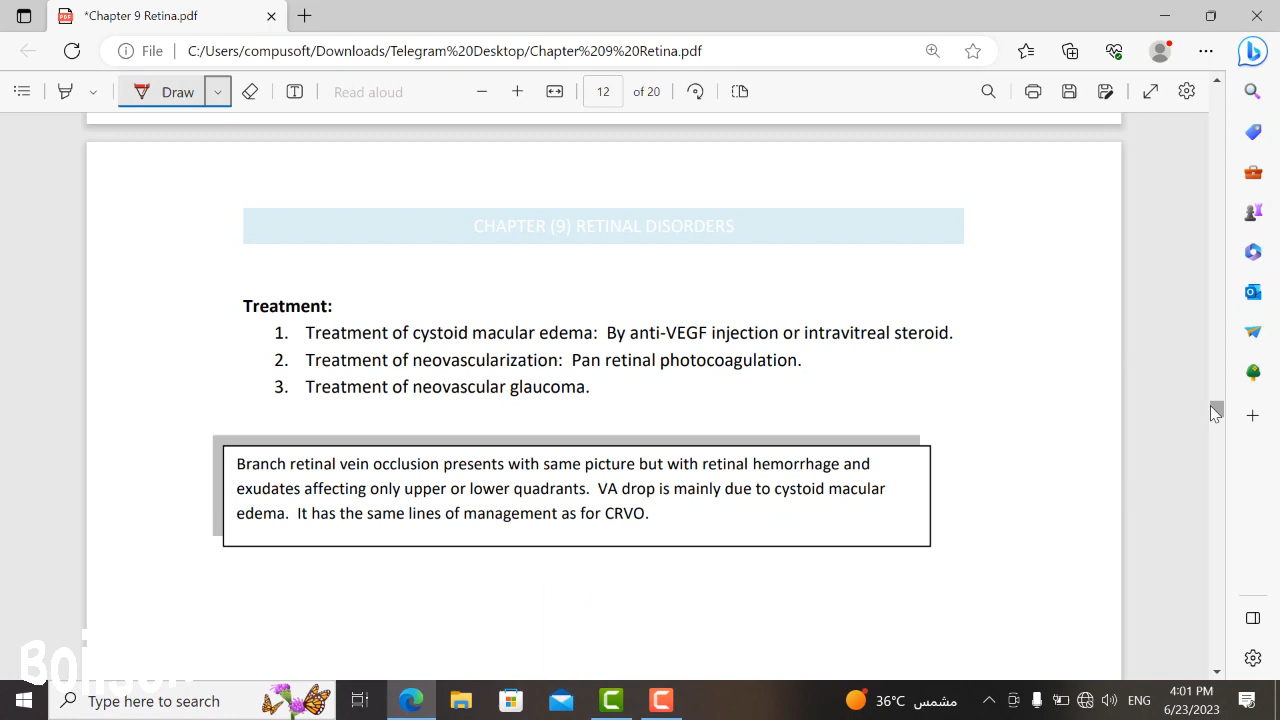 *Chapter 9 Retina.pdf
File C:/Users/compusoft/Downloads/Telegram%20Desktop/Chapter%209%20Retina.pdf
Draw Read aloud 12 of 20
CHAPTER (9) RETINAL DISORDERS
Treatment:
1. Treatment of cystoid macular edema: By anti-VEGF injection or intravitreal steroid.
2. Treatment of neovascularization: Pan retinal photocoagulation.
3. Treatment of neovascular glaucoma.
Branch retinal vein occlusion presents with same picture but with retinal hemorrhage and
exudates affecting only upper or lower quadrants. VA drop is mainly due to cystoid macular
edema. It has the same lines of management as for CRVO.
Type here to search
36°C مشمس
ENG
4:01 PM
6/23/2023